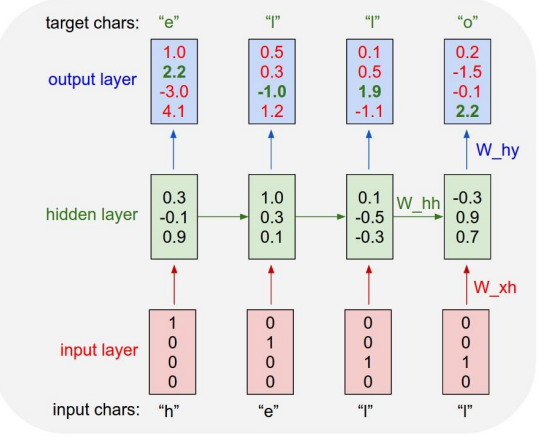 target chars: “e” “l” “l” “o”
output layer
1.0 0.5 0.1 0.2
2.2 0.3 0.5 -1.5
-3.0 -1.0 1.9 -0.1
4.1 1.2 -1.1 2.2
W_hy
hidden layer
0.3 1.0 0.1 -0.3
-0.1 0.3 -0.5 0.9
0.9 0.1 -0.3 0.7
W_hh
W_xh
input layer
1 0 0 0
0 1 0 0
0 0 1 1
0 0 0 0
input chars: “h” “e” “l” “l”